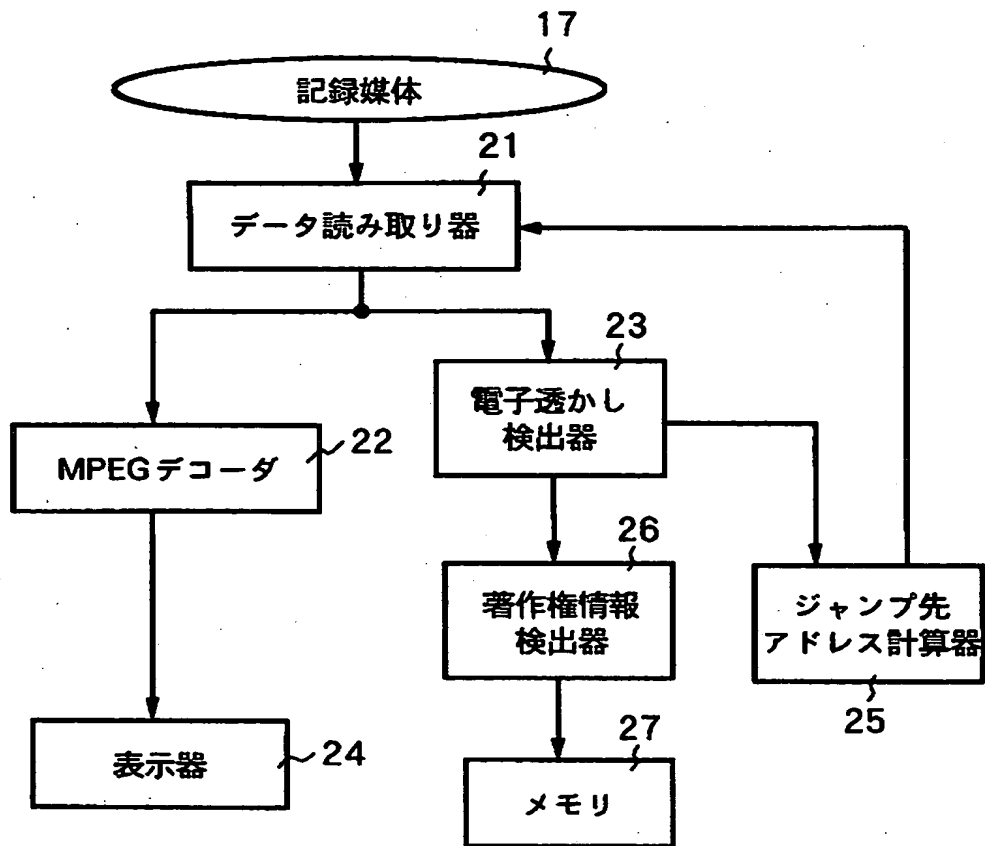 17
記録媒体
21
データ読み取り器
23
電子透かし
検出器
22
MPEGデコーダ
26
著作権情報
検出器
ジャンプ先
アドレス計算器
25
24
表示器
27
メモリ